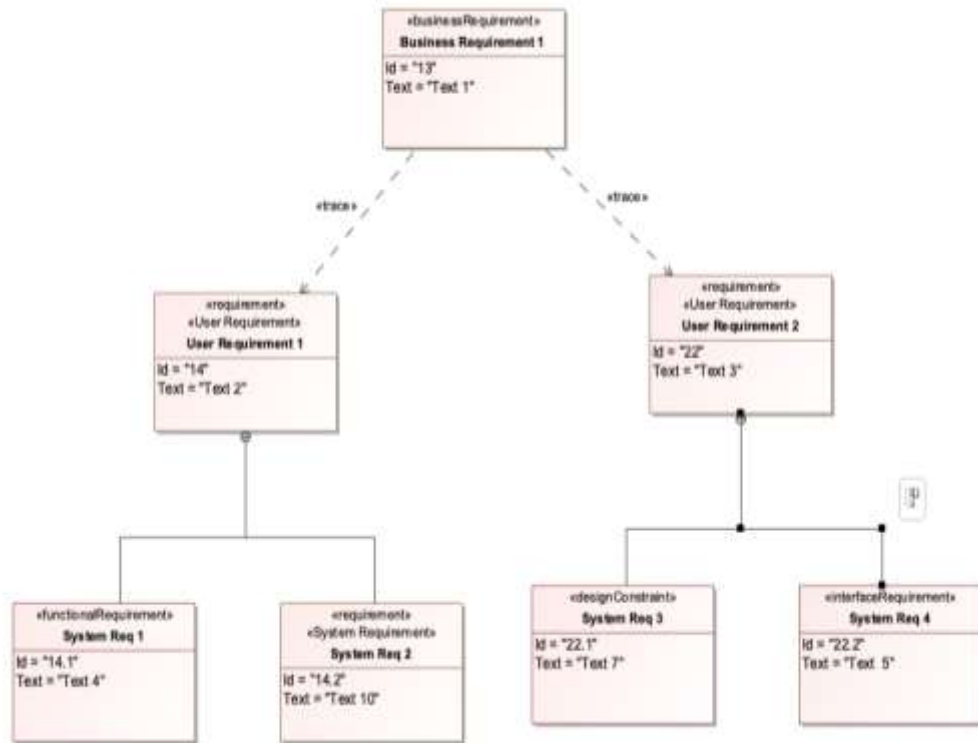 «businessRequirement»
Business Requirement 1
Id = "13"
Text = "Text 1"
«trace»
«trace»
«requirement»
«User Requirement»
User Requirement 1
Id = "14"
Text = "Text 2"
«requirement»
«User Requirement»
User Requirement 2
Id = "22"
Text = "Text 3"
«functionalRequirement»
System Req 1
Id = "14.1"
Text = "Text 4"
«requirement»
«System Requirement»
System Req 2
Id = "14.2"
Text = "Text 10"
«designConstraint»
System Req 3
Id = "22.1"
Text = "Text 7"
«interfaceRequirement»
System Req 4
Id = "22.2"
Text = "Text  5"